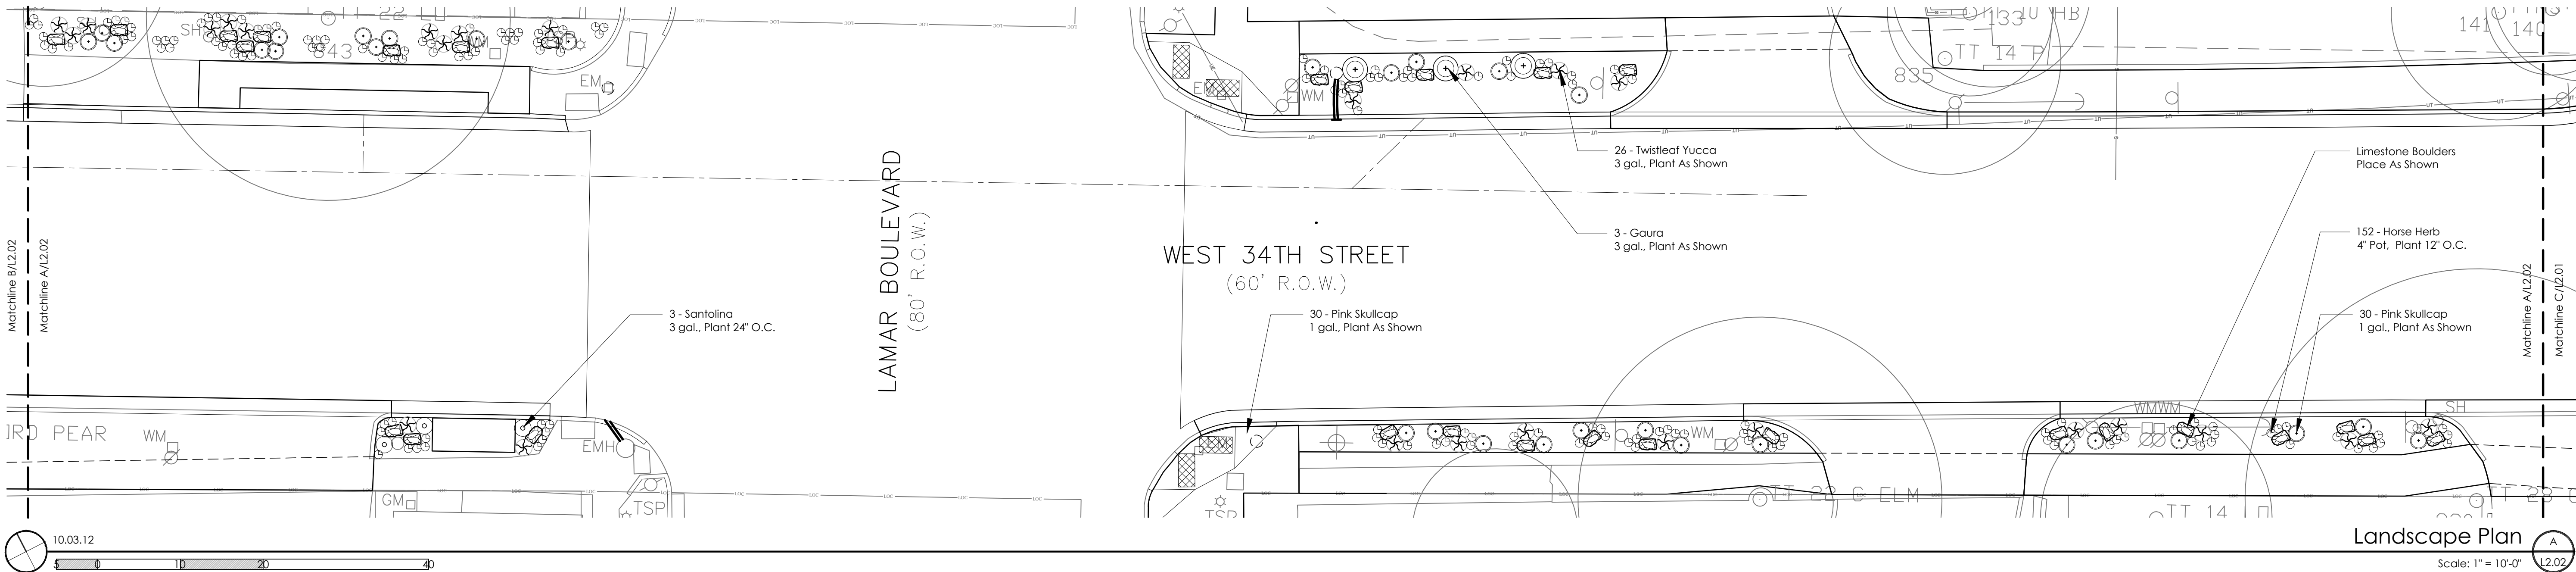 SH
843
WM
EM
EM
WM
133
TT 14 P
835
141
140
26 - Twistleaf Yucca
3 gal., Plant As Shown
Limestone Boulders
Place As Shown
3 - Gaura
3 gal., Plant As Shown
152 - Horse Herb
4" Pot,  Plant 12" O.C.
LAMAR BOULEVARD
(80' R.O.W.)
WEST 34TH STREET
(60' R.O.W.)
Matchline B/L2.02
Matchline A/L2.02
3 - Santolina
3 gal., Plant 24" O.C.
30 - Pink Skullcap
1 gal., Plant As Shown
30 - Pink Skullcap
1 gal., Plant As Shown
Matchline A/L2.02
Matchline C/L2.01
PEAR
WM
EMH
GM
TSP
WM
WMWM
SH
TSP
TT 22 C ELM
TT 14
TT 23
10.03.12
5 0 10 20 40
Landscape Plan
Scale: 1" = 10'-0"
A
L2.02